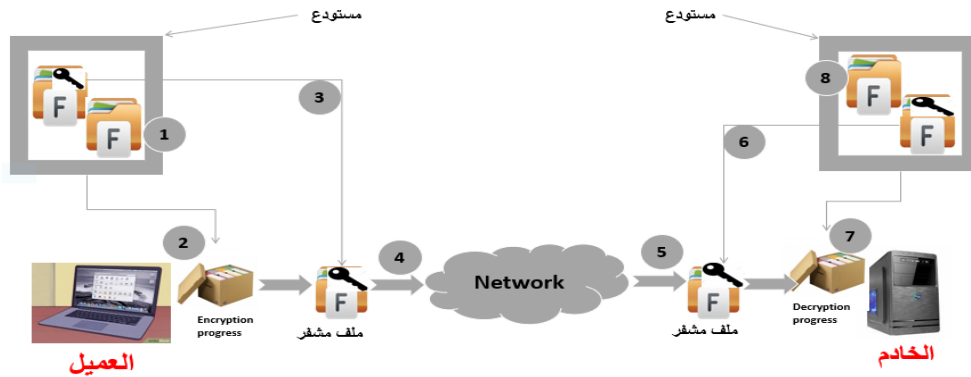 مستودع
مستودع
F
F
1
3
8
F
F
6
2
4
Network
5
7
F
F
Encryption
progress
ملف مشفر
Decryption
progress
ملف مشفر
العميل
الخادم